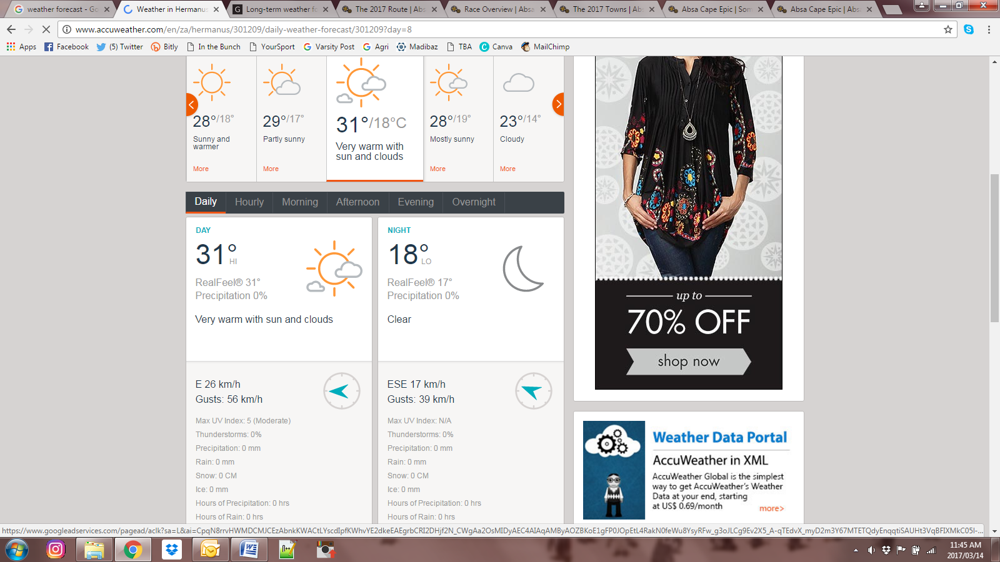 weather forecast - Go
Weather in Hermanus
Long-term weather fo
The 2017 Route | Abs
Race Overview | Absa
The 2017 Towns | Abs
Absa Cape Epic | Som
Absa Cape Epic | Absa
www.accuweather.com/en/za/hermanus/301209/daily-weather-forecast/301209?day=8
Apps
Facebook
(5) Twitter
Bitly
In the Bunch
YourSport
Varsity Post
Agri
Madibaz
TBA
Canva
MailChimp
28°/18°
Sunny and
warmer
More
29°/17°
Partly sunny
More
31°/18°C
Very warm with
sun and clouds
28°/19°
Mostly sunny
More
23°/14°
Cloudy
More
Daily
Hourly
Morning
Afternoon
Evening
Overnight
DAY
31°
HI
RealFeel® 31°
Precipitation 0%
Very warm with sun and clouds
E 26 km/h
Gusts: 56 km/h
Max UV Index: 5 (Moderate)
Thunderstorms: 0%
Precipitation: 0 mm
Rain: 0 mm
Snow: 0 CM
Ice: 0 mm
Hours of Precipitation: 0 hrs
Hours of Rain: 0 hrs
NIGHT
18°
LO
RealFeel® 17°
Precipitation 0%
Clear
ESE 17 km/h
Gusts: 39 km/h
Max UV Index: N/A
Thunderstorms: 0%
Precipitation: 0 mm
Rain: 0 mm
Snow: 0 CM
Ice: 0 mm
Hours of Precipitation: 0 hrs
Hours of Rain: 0 hrs
up to
70% OFF
shop now
Weather Data Portal
AccuWeather in XML
AccuWeather Global is the simplest
way to get AccuWeather's Weather
Data at your end, starting
at US$ 0.69/month
more>
11:45 AM
2017/03/14